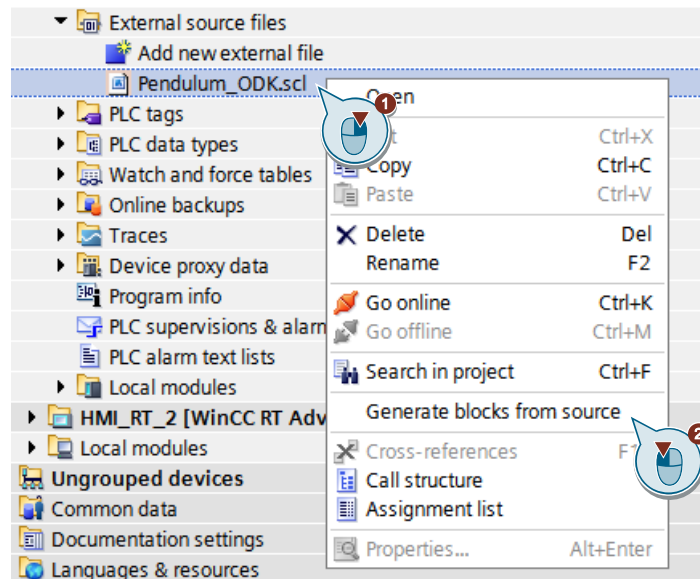 External source files
Add new external file
Pendulum_ODK.scl
PLC tags
PLC data types
Watch and force tables
Online backups
Traces
Device proxy data
Program info
PLC supervisions & alarm
PLC alarm text lists
Local modules
HMI_RT_2 [WinCC RT Adv
Local modules
Ungrouped devices
Common data
Documentation settings
Languages & resources
1
Ctrl+X
Copy Ctrl+C
Paste Ctrl+V
Delete Del
Rename F2
Go online Ctrl+K
Go offline Ctrl+M
Search in project Ctrl+F
Generate blocks from source
2
Cross-references
Call structure
Assignment list
Properties... Alt+Enter